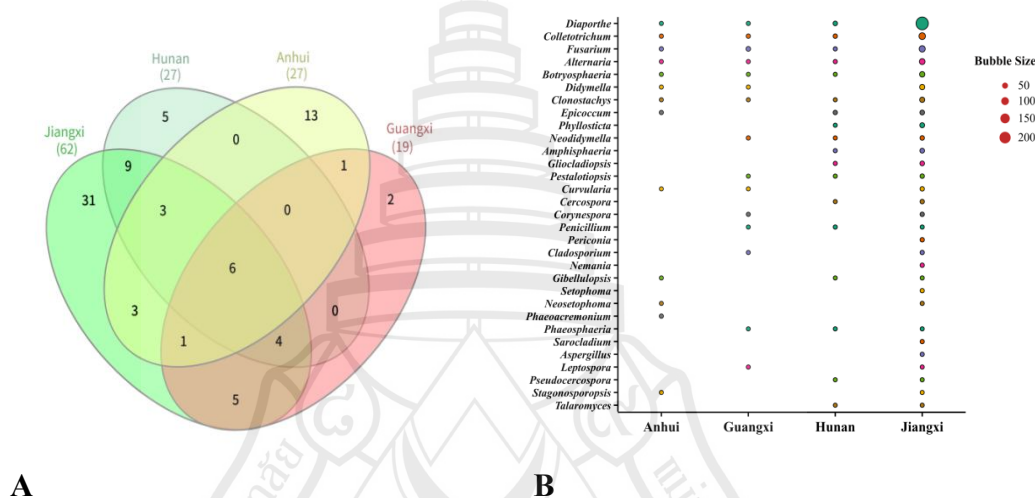 Hunan
(27)
Anhui
(27)
Jiangxi
(62)
Guangxi
(19)
5
0
13
9
1
31
3
0
2
6
3
0
1
4
5
A
Diaporthe
Colletotrichum
Fusarium
Alternaria
Botryosphaeria
Didymella
Clonostachys
Epicoccum
Phyllosticta
Neodidymella
Amphisphaeria
Gliocladiopsis
Pestalotiopsis
Curvularia
Cercospora
Corynespora
Penicillium
Periconia
Cladosporium
Nemania
Gibellulopsis
Setophoma
Neosetophoma
Phaeoacremonium
Phaeosphaeria
Sarocladium
Aspergillus
Leptospora
Pseudocercospora
Stagonosporopsis
Talaromyces
Anhui Guangxi Hunan Jiangxi
Bubble Size
50
100
150
200
B